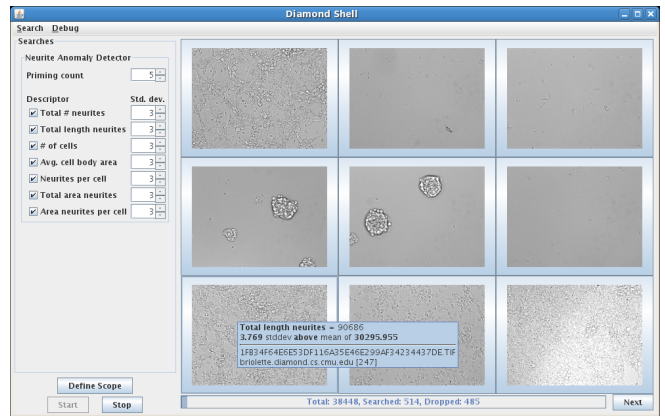 Diamond Shell
Search Debug
Searches
Neurite Anomaly Detector
Priming count 5
Descriptor Std. dev.
Total # neurites 3
Total length neurites 3
# of cells 3
Avg. cell body area 3
Neurites per cell 3
Total area neurites 3
Area neurites per cell 3
Total length neurites = 90686
3.769 stddev above mean of 30295.955
1FB34F64E6E53DF116A35E46E299AF34234437DE.TIF
briolette.diamond.cs.cmu.edu [247]
Define Scope
Start Stop
Total: 38448, Searched: 514, Dropped: 485
Next